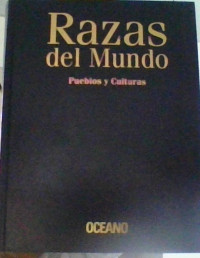 Razas
del Mundo
Pueblos y Culturas
OCEANO